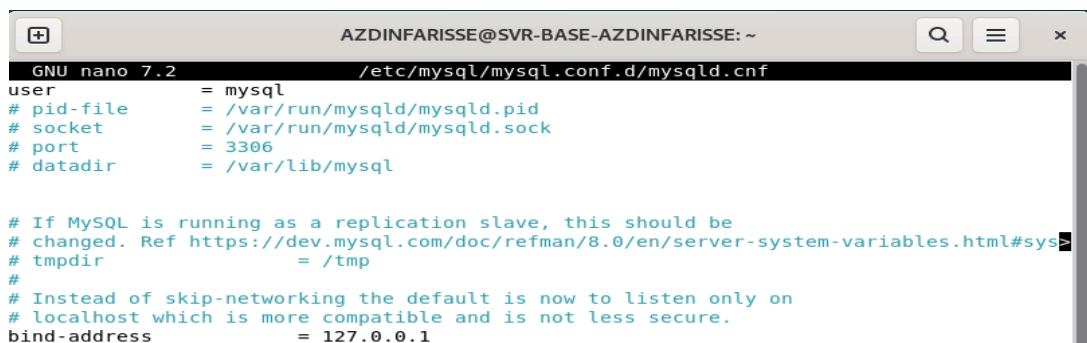 AZDINFARISSE@SVR-BASE-AZDINFARISSE: ~
GNU nano 7.2 /etc/mysql/mysql.conf.d/mysqld.cnf
user = mysql
# pid-file = /var/run/mysqld/mysqld.pid
# socket = /var/run/mysqld/mysqld.sock
# port = 3306
# datadir = /var/lib/mysql
# If MySQL is running as a replication slave, this should be
# changed. Ref https://dev.mysql.com/doc/refman/8.0/en/server-system-variables.html#sys>
# tmpdir = /tmp
#
# Instead of skip-networking the default is now to listen only on
# localhost which is more compatible and is not less secure.
bind-address = 127.0.0.1